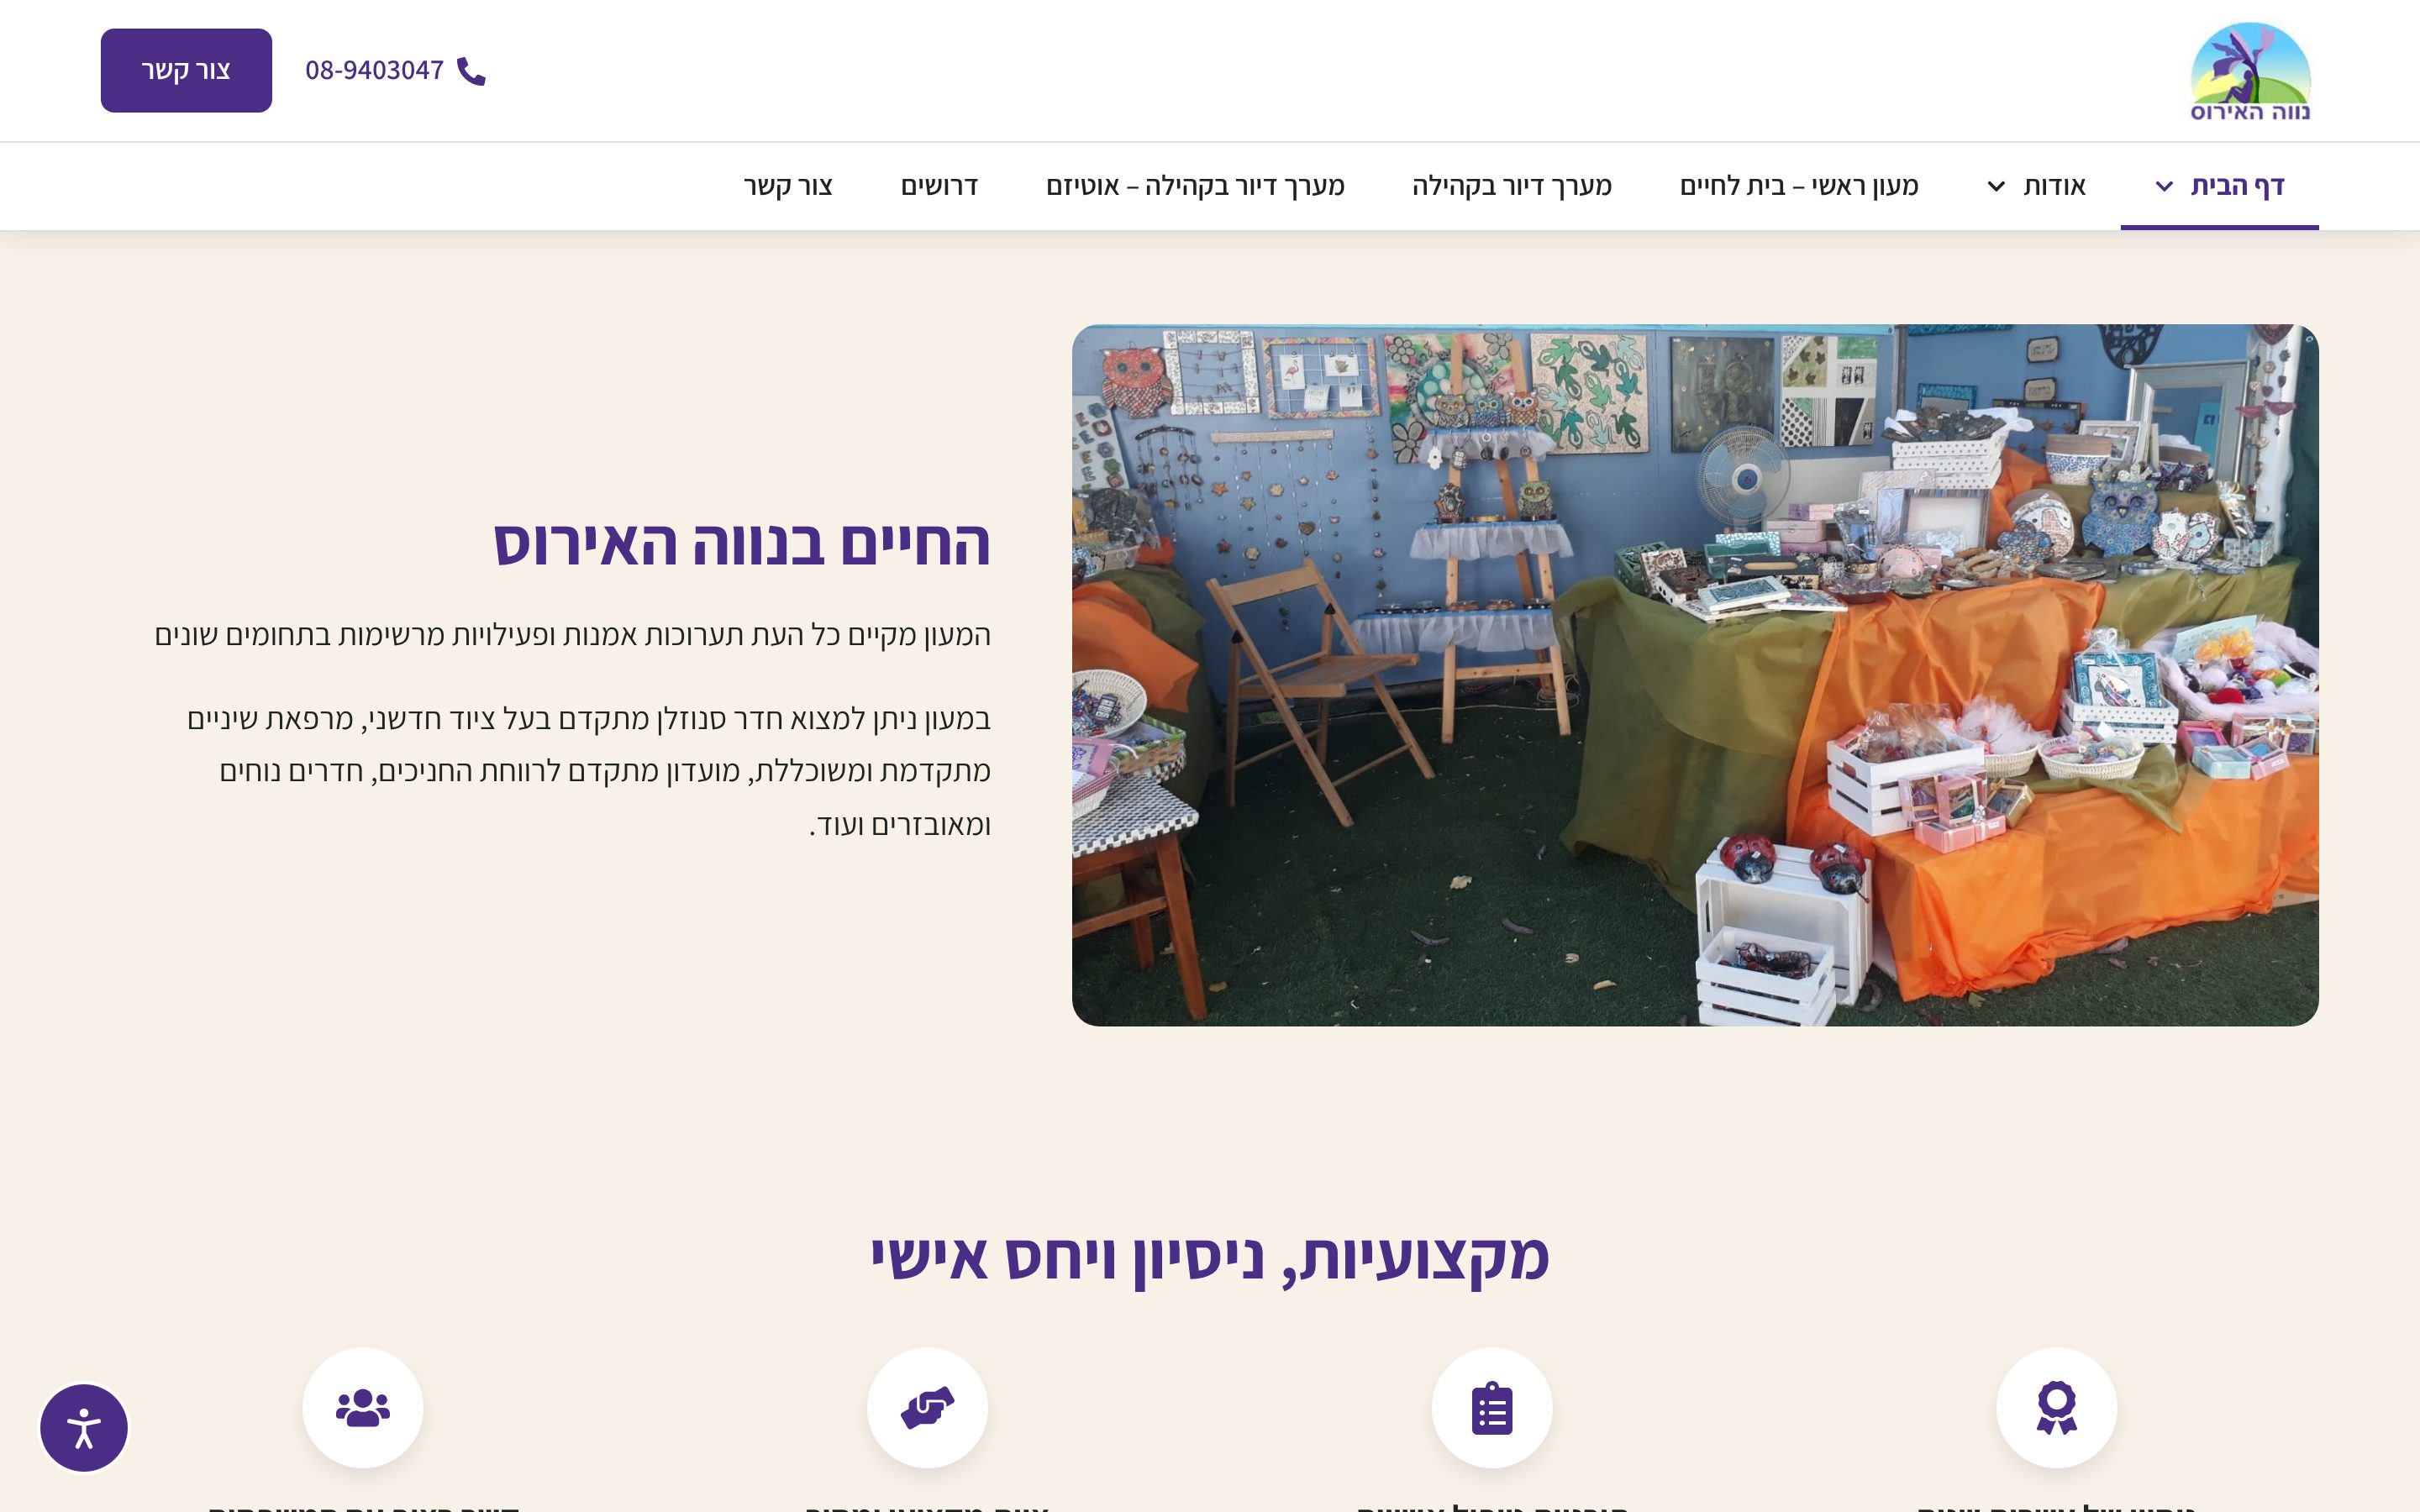 נווה האירוס
08-9403047
צור קשר
דף הבית
אודות
מעון ראשי – בית לחיים
מערך דיור בקהילה
מערך דיור בקהילה – אוטיזם
דרושים
צור קשר
החיים בנווה האירוס
המעון מקיים כל העת תערוכות אמנות ופעילויות מרשימות בתחומים שונים
במעון ניתן למצוא חדר סנוזלן מתקדם בעל ציוד חדשני, מרפאת שיניים
מתקדמת ומשוכללת, מועדון מתקדם לרווחת החניכים, חדרים נוחים
ומאובזרים ועוד.
מקצועיות, ניסיון ויחס אישי